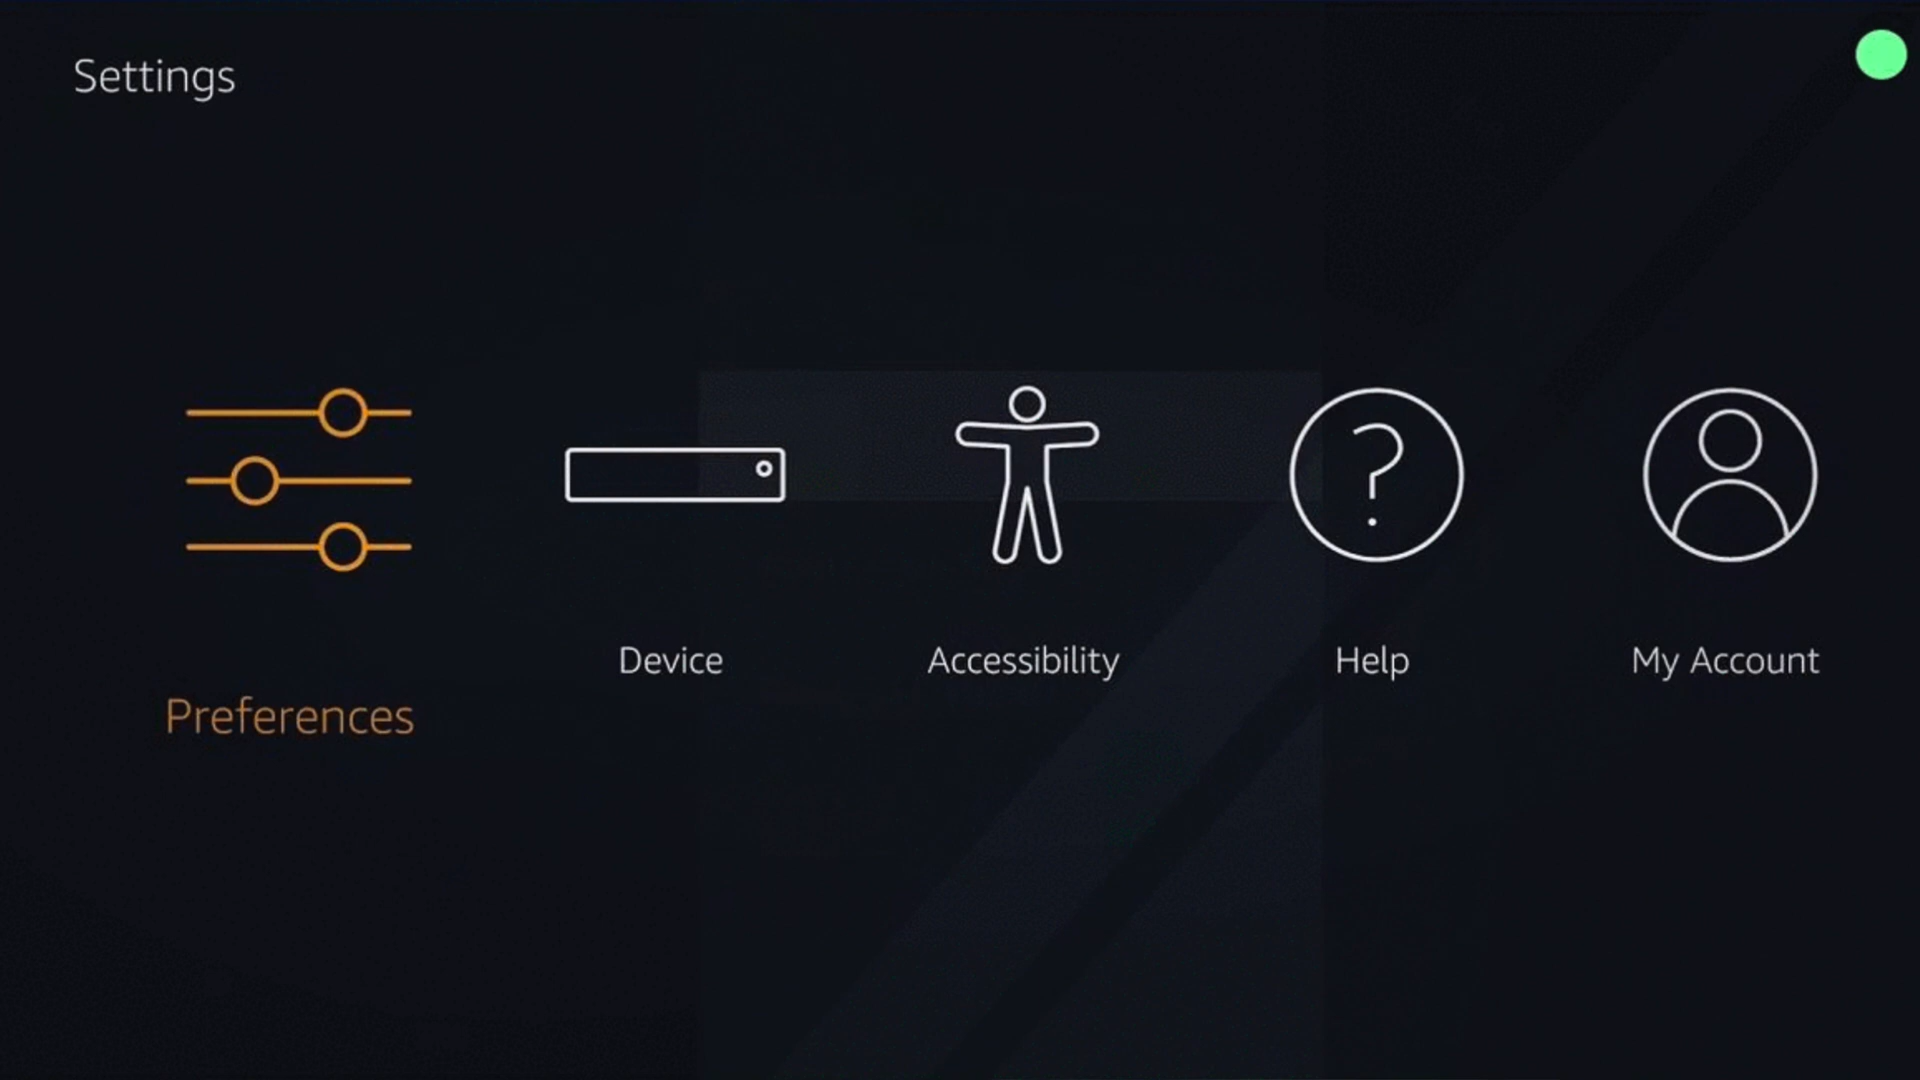 Settings
Device
Accessibility
Help
My Account
Preferences